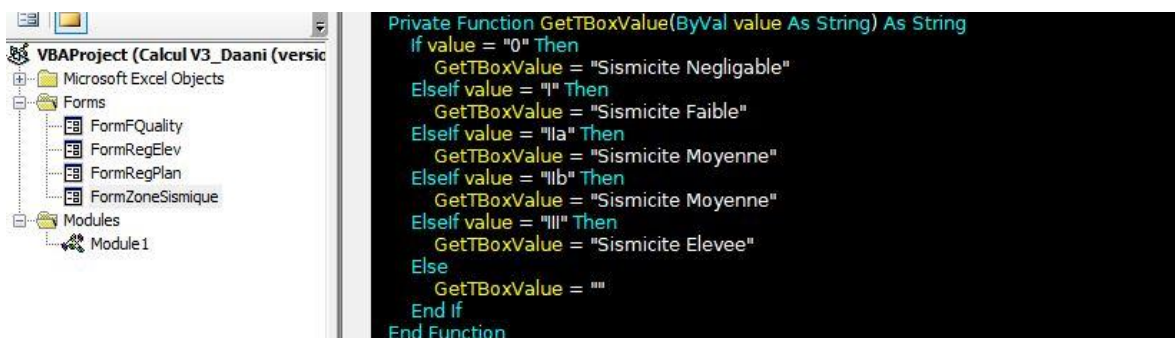 VBAProject (Calcul V3_Daani (versic
Microsoft Excel Objects
Forms
FormFQuality
FormRegElev
FormRegPlan
FormZoneSismique
Modules
Module1
Private Function GetTBoxValue(ByVal value As String) As String
If value = "0" Then
GetTBoxValue = "Sismicite Negligable"
ElseIf value = "I" Then
GetTBoxValue = "Sismicite Faible"
ElseIf value = "IIa" Then
GetTBoxValue = "Sismicite Moyenne"
ElseIf value = "IIb" Then
GetTBoxValue = "Sismicite Moyenne"
ElseIf value = "III" Then
GetTBoxValue = "Sismicite Elevee"
Else
GetTBoxValue = ""
End If
End Function